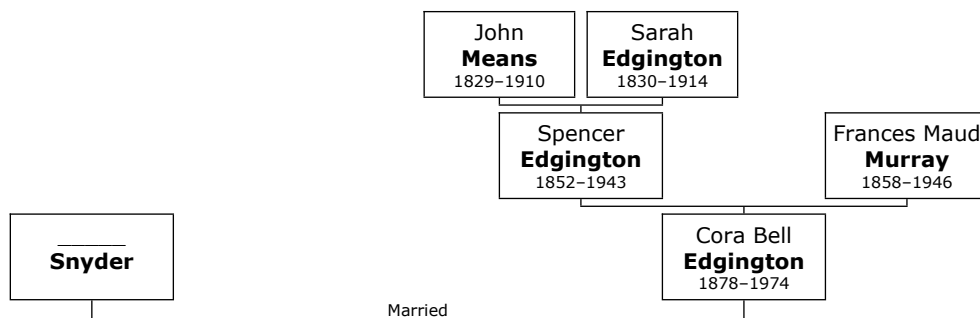 John
Means
1829–1910
Sarah
Edgington
1830–1914
Spencer
Edgington
1852–1943
Frances Maud
Murray
1858–1946
______
Snyder
Cora Bell
Edgington
1878–1974
Married